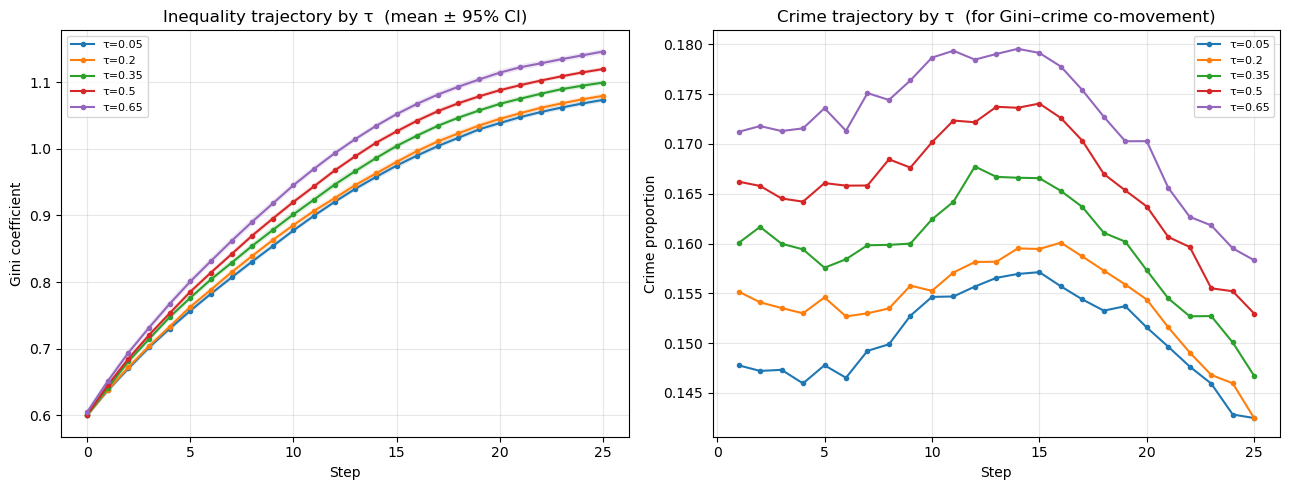 Inequality trajectory by τ  (mean ± 95% CI)
Gini coefficient
1.1
1.0
0.9
0.8
0.7
0.6
τ=0.05
τ=0.2
τ=0.35
τ=0.5
τ=0.65
0
5
10
15
20
25
Step
Crime trajectory by τ  (for Gini–crime co-movement)
Crime proportion
0.180
0.175
0.170
0.165
0.160
0.155
0.150
0.145
τ=0.05
τ=0.2
τ=0.35
τ=0.5
τ=0.65
0
5
10
15
20
25
Step